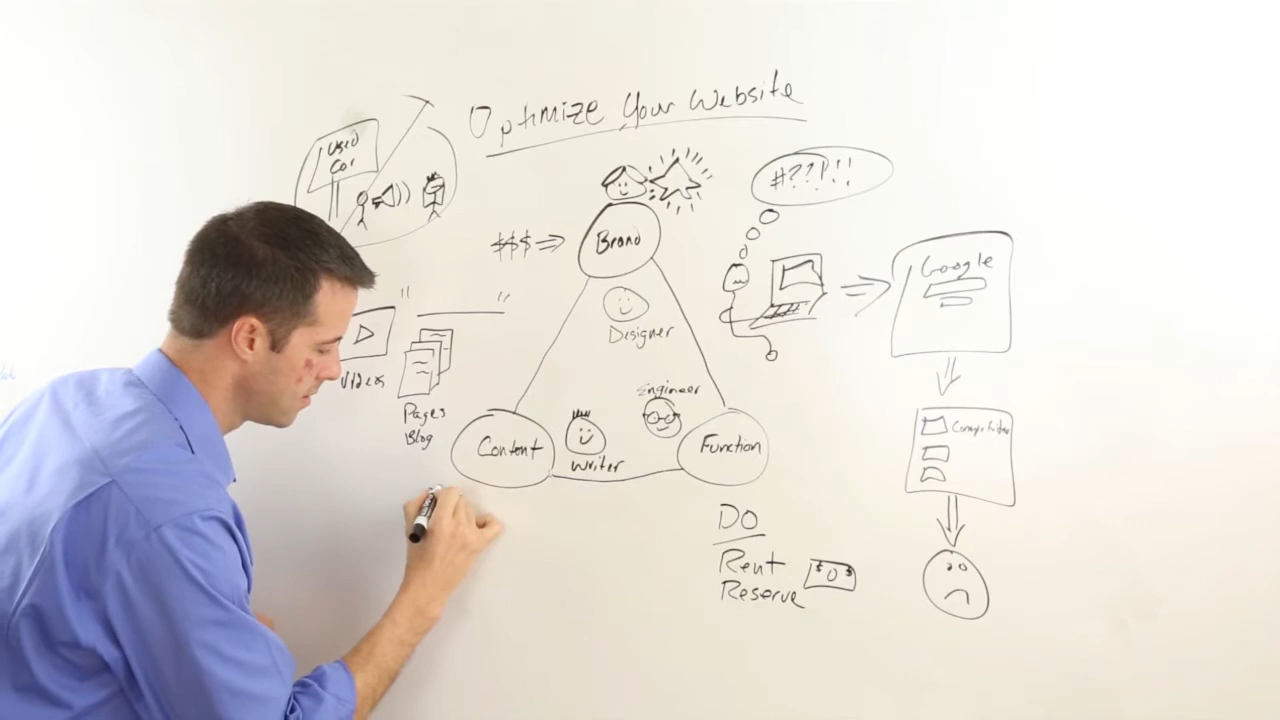 Optimize Your Website
Used
Car
#???!!!
$$$ ⇒
Brand
Google
Designer
Videos
Engineer
Pages
Blog
Content
Writer
Function
DO
Rent
$ 0 $
Reserve